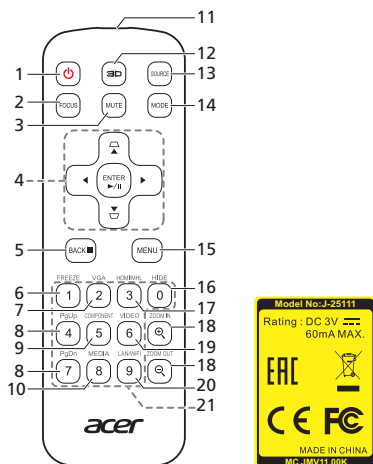 11
12
1
3D
SOURCE
13
2
FOCUS
MUTE
MODE
14
3
4
ENTER
5
BACK
MENU
15
FREEZE VGA HDMI/MHL HIDE
6
1 2 3 0
16
7
17
PgUp COMPONENT VIDEO ZOOM IN
8
4 5 6
18
9
19
PgDn MEDIA LAN/WiFi ZOOM OUT
8
7 8 9
18
10
20
21
acer
Model No:J-25111
Rating : DC 3V
60mA MAX.
EAC
CE FC
MADE IN CHINA
MC.JMV11.00K